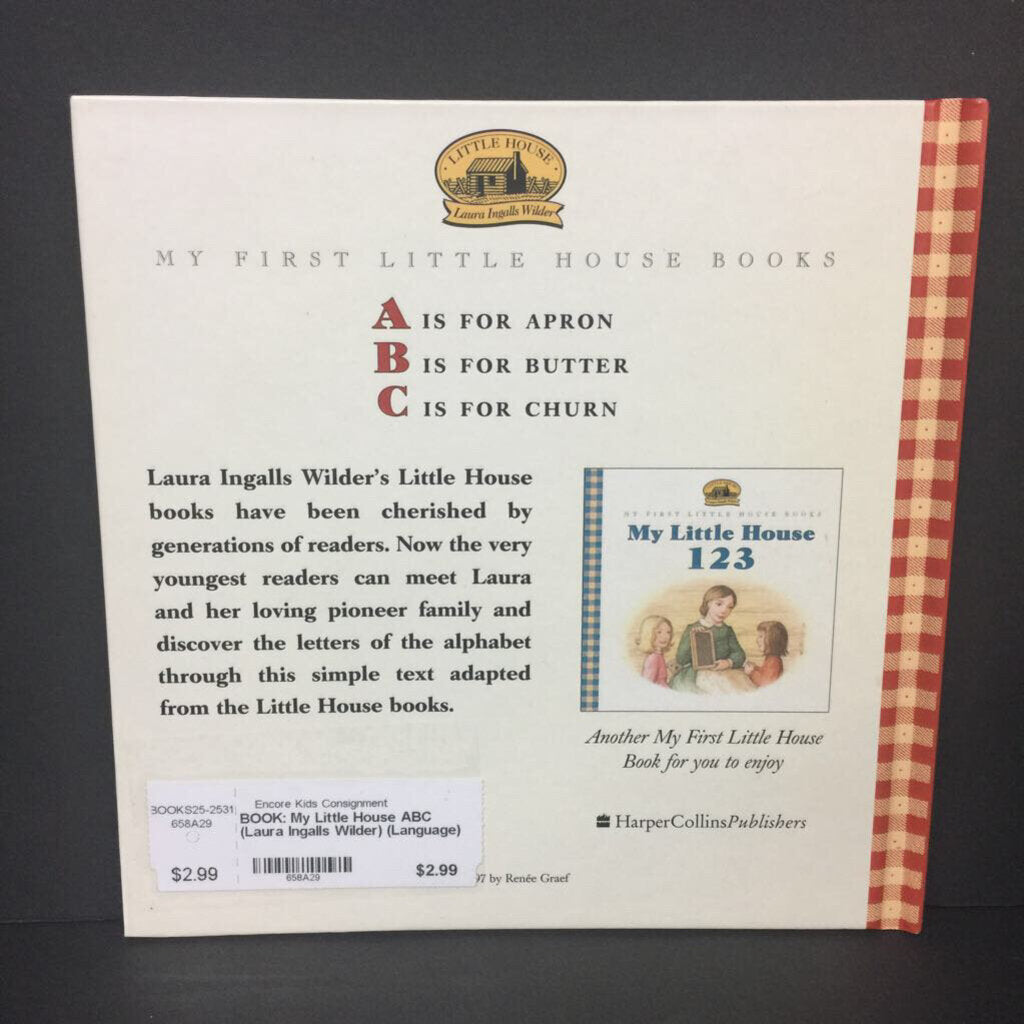 LITTLE HOUSE
Laura Ingalls Wilder
MY FIRST LITTLE HOUSE BOOKS
A IS FOR APRON
B IS FOR BUTTER
C IS FOR CHURN
Laura Ingalls Wilder's Little House
books have been cherished by
generations of readers. Now the very
youngest readers can meet Laura
and her loving pioneer family and
discover the letters of the alphabet
through this simple text adapted
from the Little House books.
MY FIRST LITTLE HOUSE BOOKS
My Little House
123
Another My First Little House
Book for you to enjoy
HarperCollinsPublishers
BOOKS25-2531
658A29
$2.99
Encore Kids Consignment
BOOK: My Little House ABC
(Laura Ingalls Wilder) (Language)
658A29
$2.99
97 by Renée Graef